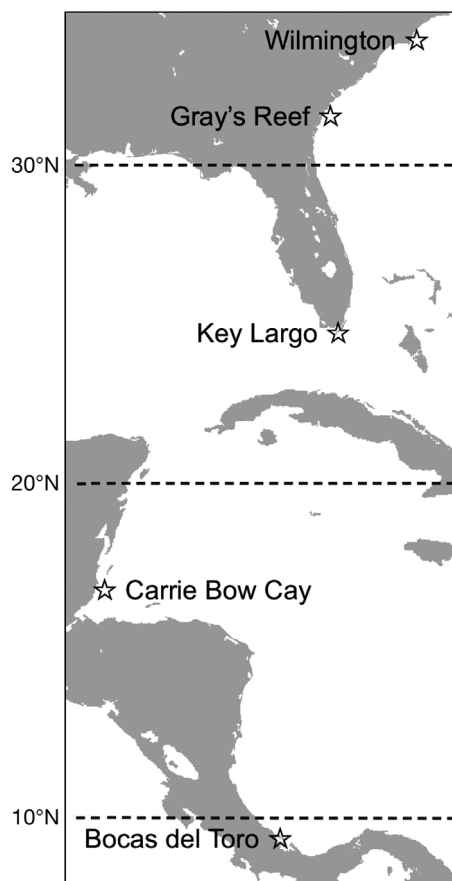 Wilmington
Gray's Reef
30°N
Key Largo
20°N
Carrie Bow Cay
10°N
Bocas del Toro